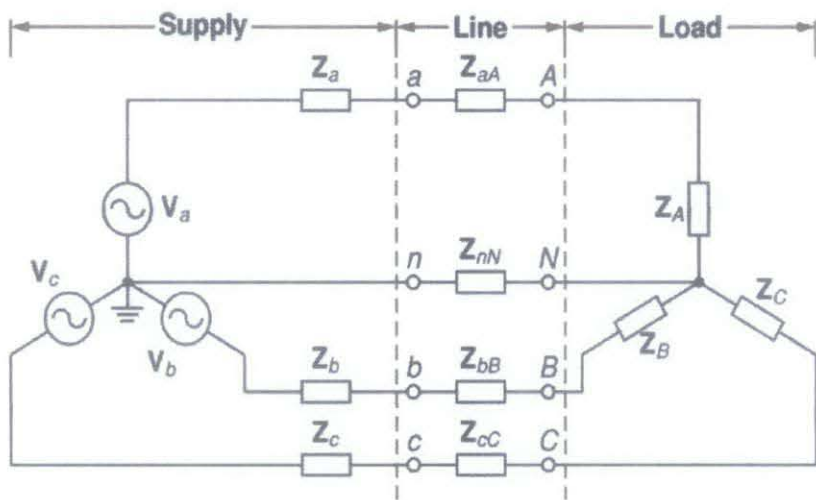 Supply Line Load
Z_a a Z_aA A
V_a Z_A
V_c n Z_nN N Z_C
V_b Z_B
Z_b b Z_bB B
Z_c c Z_cC C